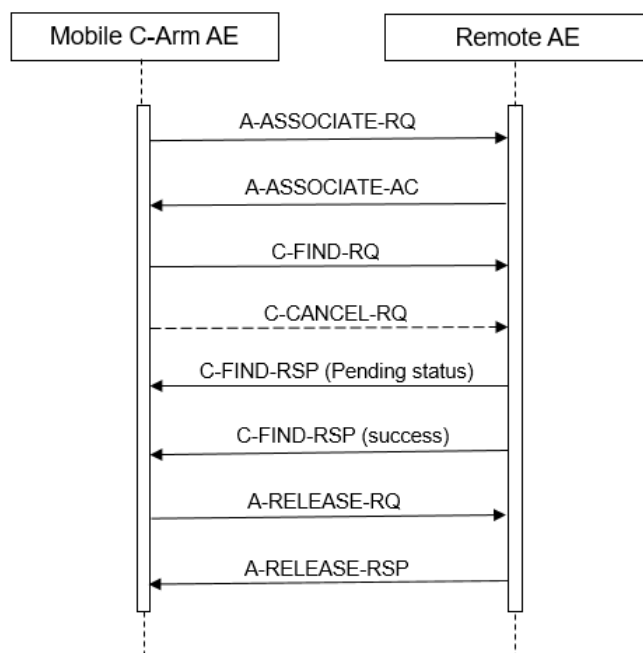 Mobile C-Arm AE
Remote AE
A-ASSOCIATE-RQ
A-ASSOCIATE-AC
C-FIND-RQ
C-CANCEL-RQ
C-FIND-RSP (Pending status)
C-FIND-RSP (success)
A-RELEASE-RQ
A-RELEASE-RSP